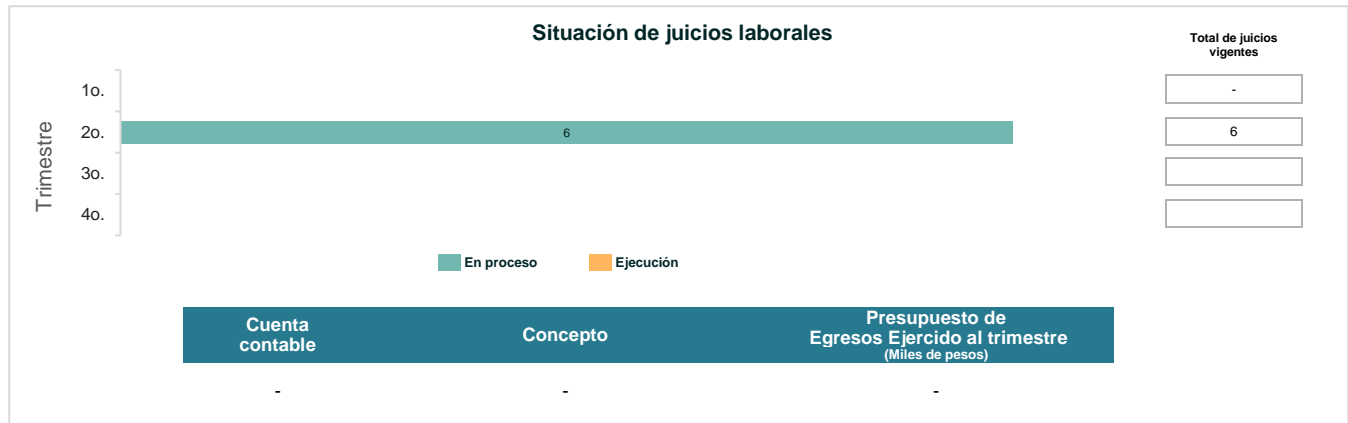 Situación de juicios laborales
Total de juicios
vigentes
Trimestre
1o.
-
2o.
6
6
3o.
4o.
En proceso
Ejecución
Cuenta
contable
Concepto
Presupuesto de
Egresos Ejercido al trimestre
(Miles de pesos)
-
-
-